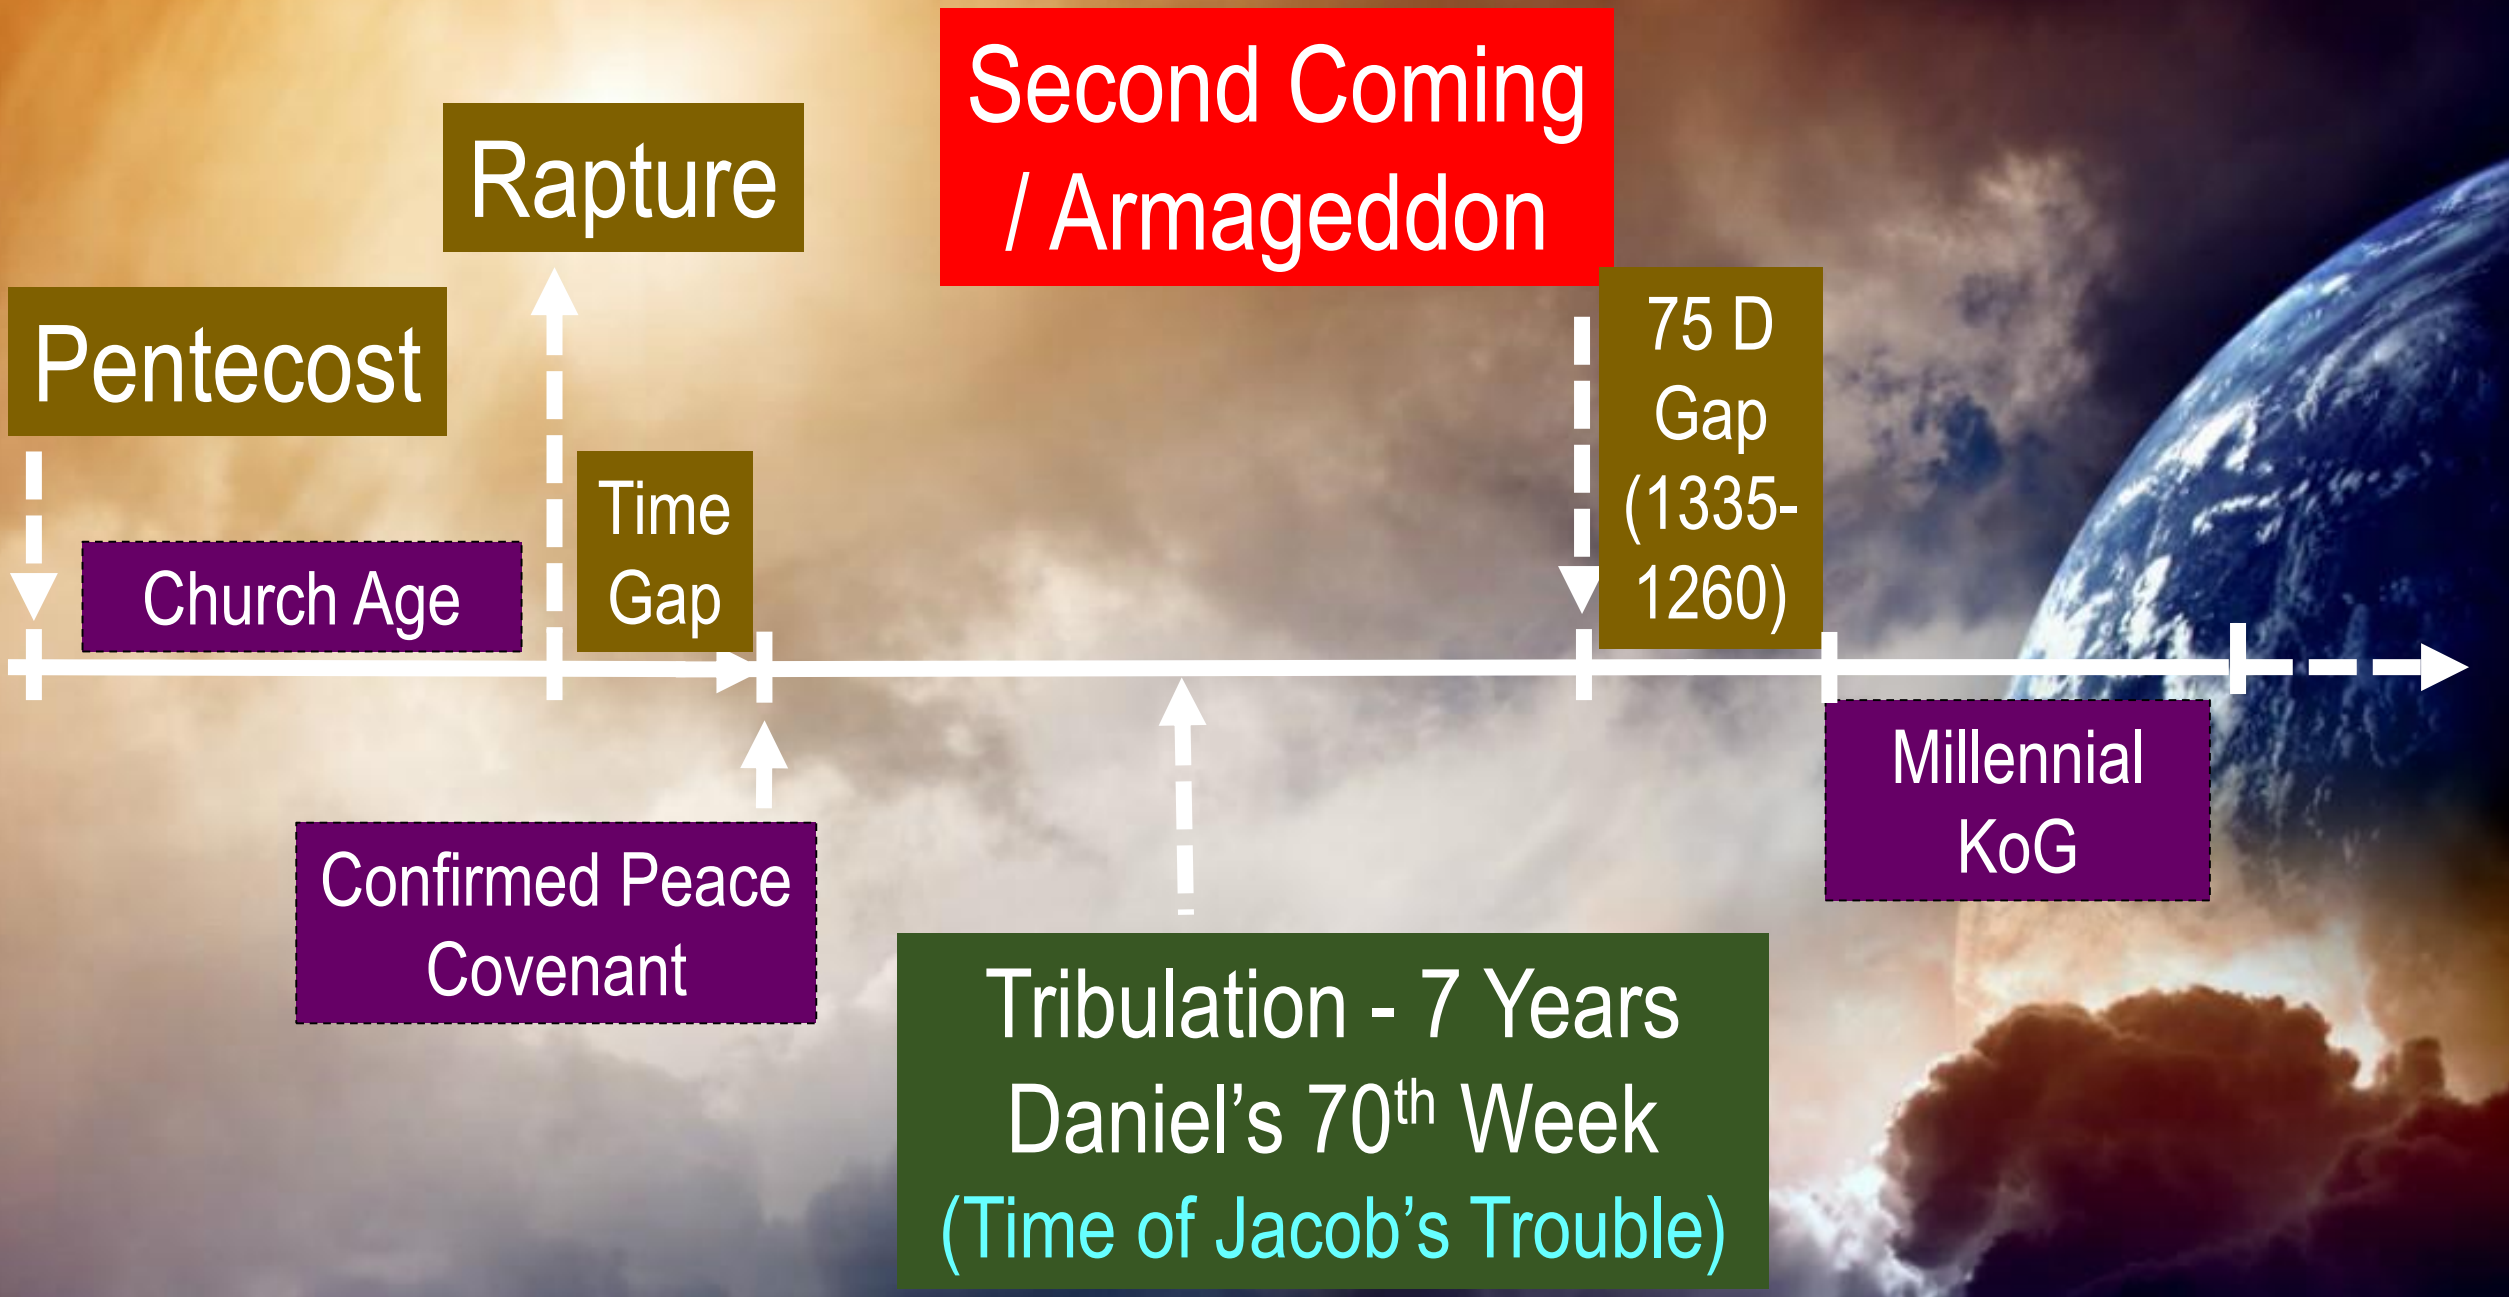 Second Coming
/ Armageddon
Rapture
Pentecost
75 D
Gap
(1335-
1260)
Time
Gap
Church Age
Millennial
KoG
Confirmed Peace
Covenant
Tribulation - 7 Years
Daniel’s 70th Week
(Time of Jacob’s Trouble)